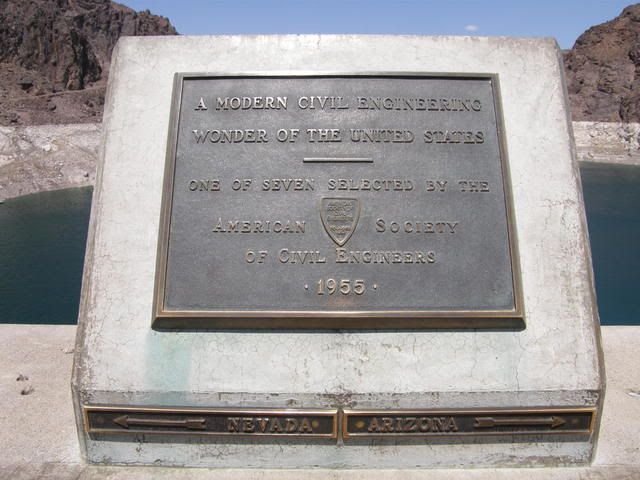 A MODERN CIVIL ENGINEERING
WONDER OF THE UNITED STATES
ONE OF SEVEN SELECTED BY THE
AMERICAN SOCIETY
OF CIVIL ENGINEERS
· 1955 ·
NEVADA ARIZONA